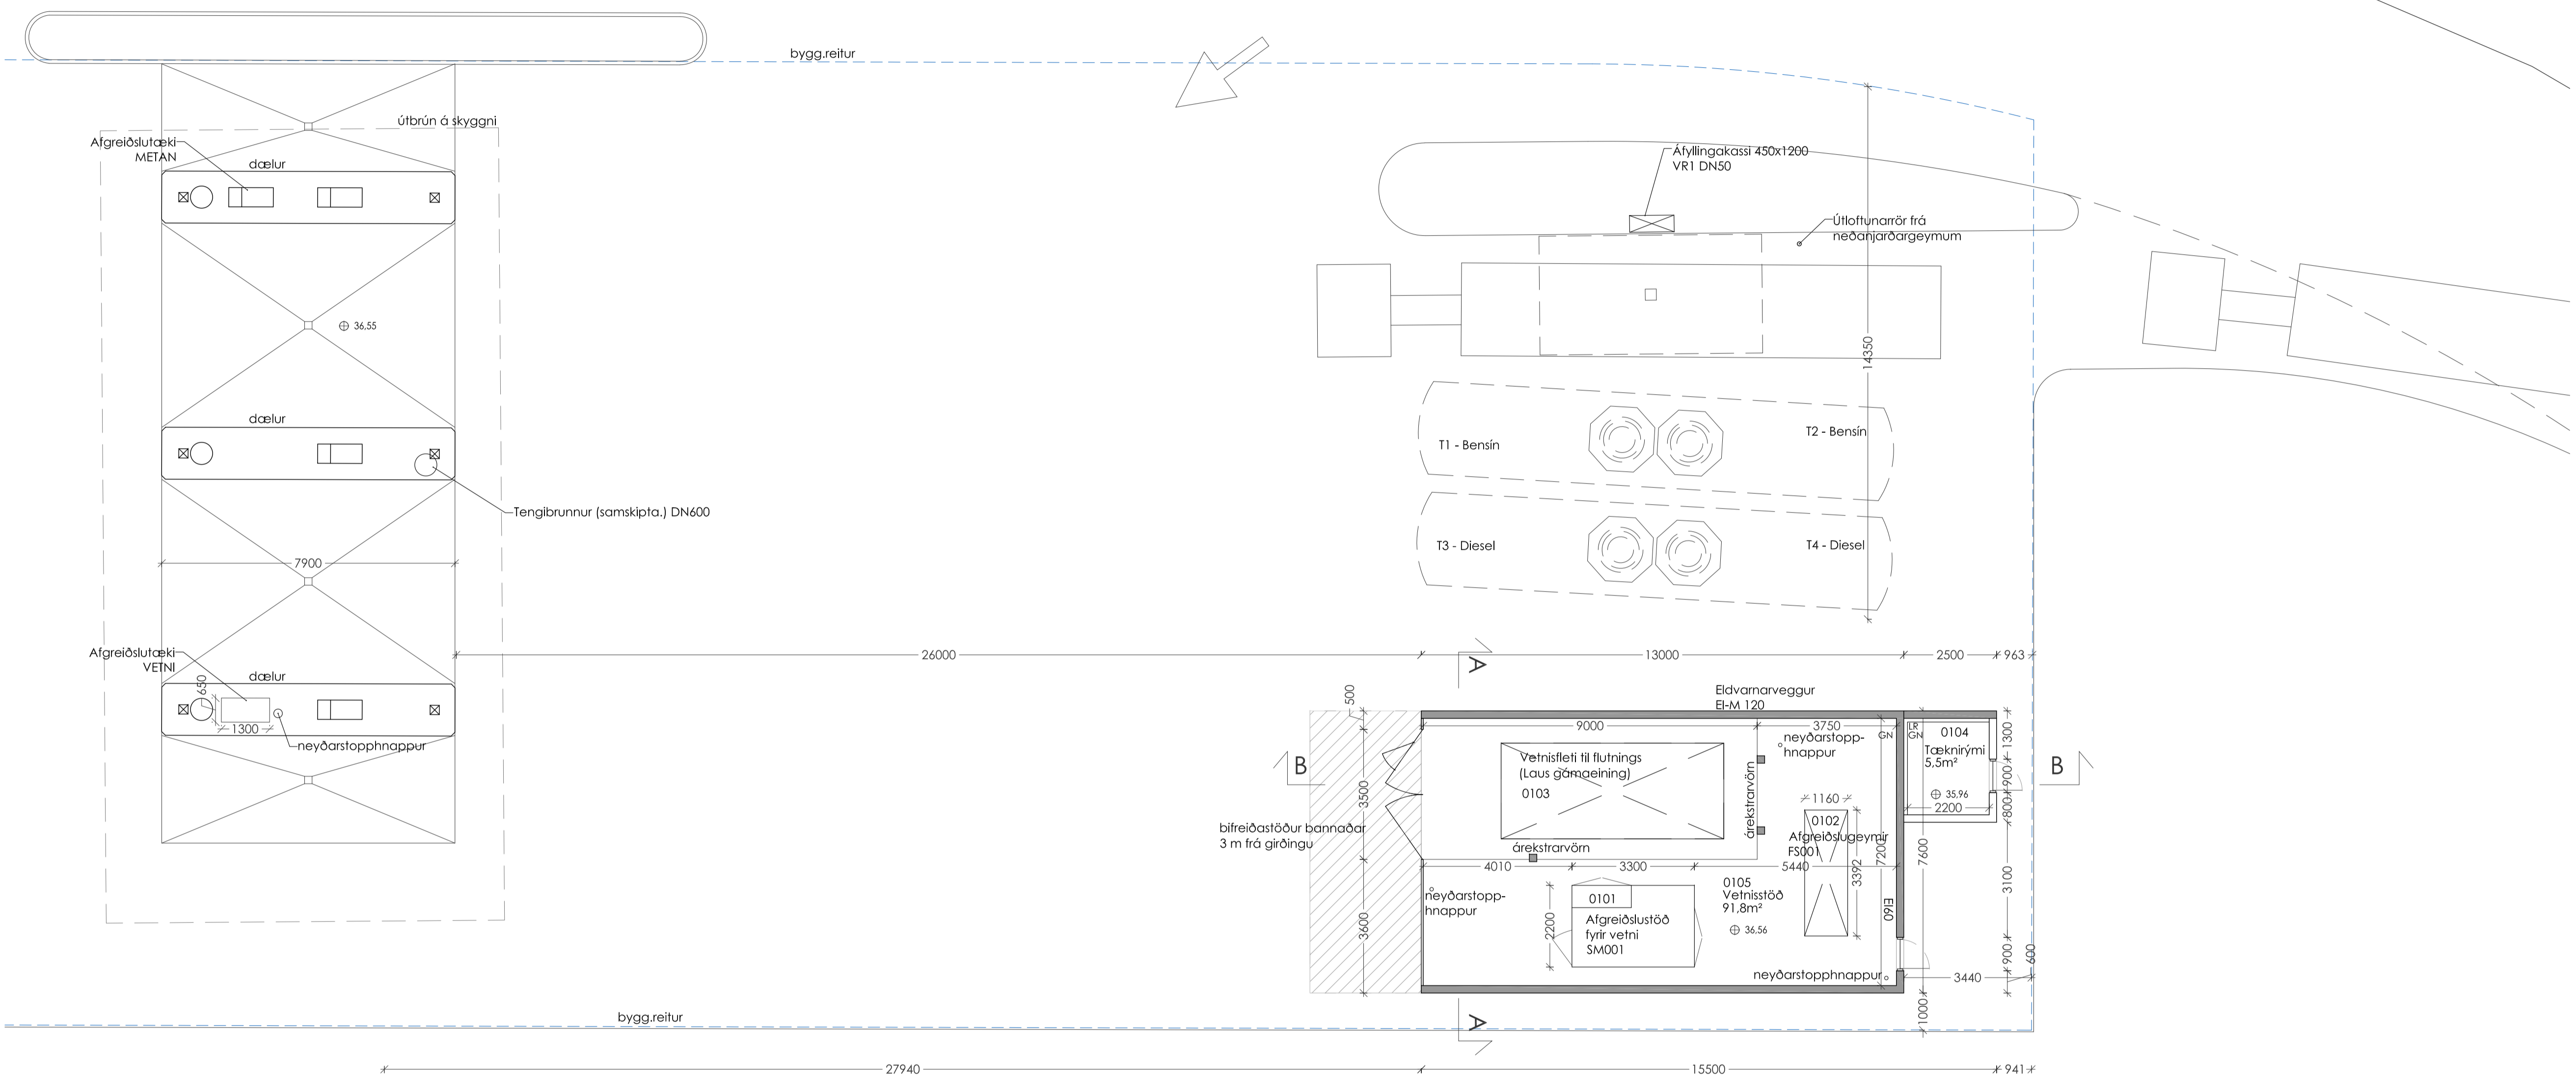 bygg.reitur
útbrún á skyggni
Afgreiðslutæki
METAN
dælur
36,55
dælur
Tengibrunnur (samskipta.) DN600
7900
Afgreiðslutæki
VETNI
dælur
650
1300
neyðarstopphnappur
Áfyllingakassi 450x1200
VR1 DN50
Útloftunarrör frá
neðanjarðargeymum
14350
T1 - Bensín
T2 - Bensín
T3 - Diesel
T4 - Diesel
26000
13000
2500
963
A
500
Eldvarnarveggur
EI-M 120
9000
3750
neyðarstopp-
hnappur
GN
LR
GN
0104
Tæknirými
5,5m²
35,96
2200
1300
900
800
B
B
Vetnisfleti til flutnings
(Laus gámaeining)
0103
árekstrarvörn
3500
1160
0102
Afgreiðslugeymir
FS001
bifreiðastöður bannaðar
3 m frá girðingu
árekstrarvörn
4010
3300
5440
7200
7600
3392
3100
neyðarstopp-
hnappur
0101
Afgreiðslustöð
fyrir vetni
SM001
2200
0105
Vetnisstöð
91,8m²
36,56
EI60
3600
neyðarstopphnappur
3440
900
600
1000
bygg.reitur
A
27940
15500
941